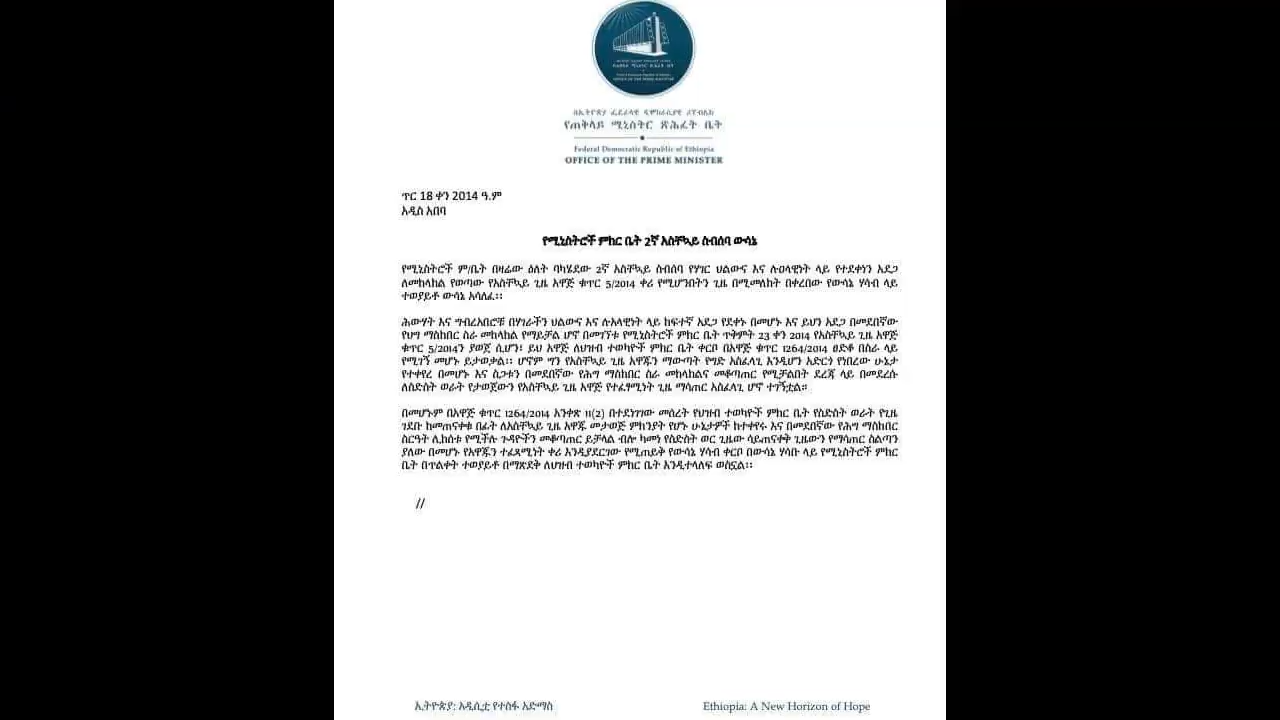 በኢትዮጵያ ፌደራላዊ ዲሞክራሲያዊ ሪፐብሊክ
የጠቅላይ ሚኒስትር ጽሕፈት ቤት
Federal Democratic Republic of Ethiopia
OFFICE OF THE PRIME MINISTER
ጥር 18 ቀን 2014 ዓ.ም
አዲስ አበባ
የሚኒስትሮች ምክር ቤት 2ኛ አስቸኳይ ስብሰባ ውሳኔ
የሚኒስትሮች ም/ቤት በዛሬው ዕለት ባካሄደው 2ኛ አስቸኳይ ስብሰባ የሃገር ህልውና እና ሉዐላዊነት ላይ የተደቀነን አደጋ
ለመከላከል የወጣው የአስቸኳይ ጊዜ አዋጅ ቁጥር 5/2014 ቀሪ የሚሆንበትን ጊዜ በሚመለከት በቀረበው የውሳኔ ሃሳብ ላይ
ተወያይቶ ውሳኔ አሳለፈ፡፡
ሕውሃት እና ግብረአበሮቹ በሃገራችን ህልውና እና ሉአላዊነት ላይ ከፍተኛ አደጋ የደቀኑ በመሆኑ እና ይህን አደጋ በመደበኛው
የህግ ማስከበር ስራ መከላከል የማይቻል ሆኖ በመገኘቱ የሚኒስትሮች ምክር ቤት ጥቅምት 23 ቀን 2014 የአስቸኳይ ጊዜ አዋጅ
ቁጥር 5/2014ን ያወጀ ሲሆን፤ ይህ አዋጅ ለህዝብ ተወካዮች ምክር ቤት ቀርቦ በአዋጅ ቁጥር 1264/2014 ፀድቆ በስራ ላይ
የሚገኝ መሆኑ ይታወቃል፡፡ ሆኖም ግን የአስቸኳይ ጊዜ አዋጁን ማውጣት የግድ አስፈላጊ እንዲሆን አድርጎ የነበረው ሁኔታ
የተቀየረ በመሆኑ እና ስጋቱን በመደበኛው የሕግ ማስከበር ስራ መከላከልና መቆጣጠር የሚቻልበት ደረጃ ላይ በመደረሱ
ለስድስት ወራት የታወጀውን የአስቸኳይ ጊዜ አዋጅ የተፈፃሚነት ጊዜ ማሳጠር አስፈላጊ ሆኖ ተገኝቷል።
በመሆኑም በአዋጅ ቁጥር 1264/2014 አንቀጽ 11(2) በተደነገገው መሰረት የህዝብ ተወካዮች ምክር ቤት የስድስት ወራት የጊዜ
ገደቡ ከመጠናቀቁ በፊት ለአስቸኳይ ጊዜ አዋጁ መታወጅ ምክንያት የሆኑ ሁኔታዎች ከተቀየሩ እና በመደበኛው የሕግ ማስከበር
ስርዓት ሊከሰቱ የሚችሉ ጉዳዮችን መቆጣጠር ይቻላል ብሎ ካመነ የስድስት ወር ጊዜው ሳይጠናቀቅ ጊዜውን የማሳጠር ስልጣን
ያለው በመሆኑ የአዋጁን ተፈጻሚነት ቀሪ እንዲያደርገው የሚጠይቅ የውሳኔ ሃሳብ ቀርቦ በውሳኔ ሃሳቡ ላይ የሚኒስትሮች ምክር
ቤት በጥልቀት ተወያይቶ በማጽደቅ ለህዝብ ተወካዮች ምክር ቤት እንዲተላለፍ ወስኗል፡፡
//
ኢትዮጵያ: አዲሲቷ የተስፋ አድማስ
Ethiopia: A New Horizon of Hope